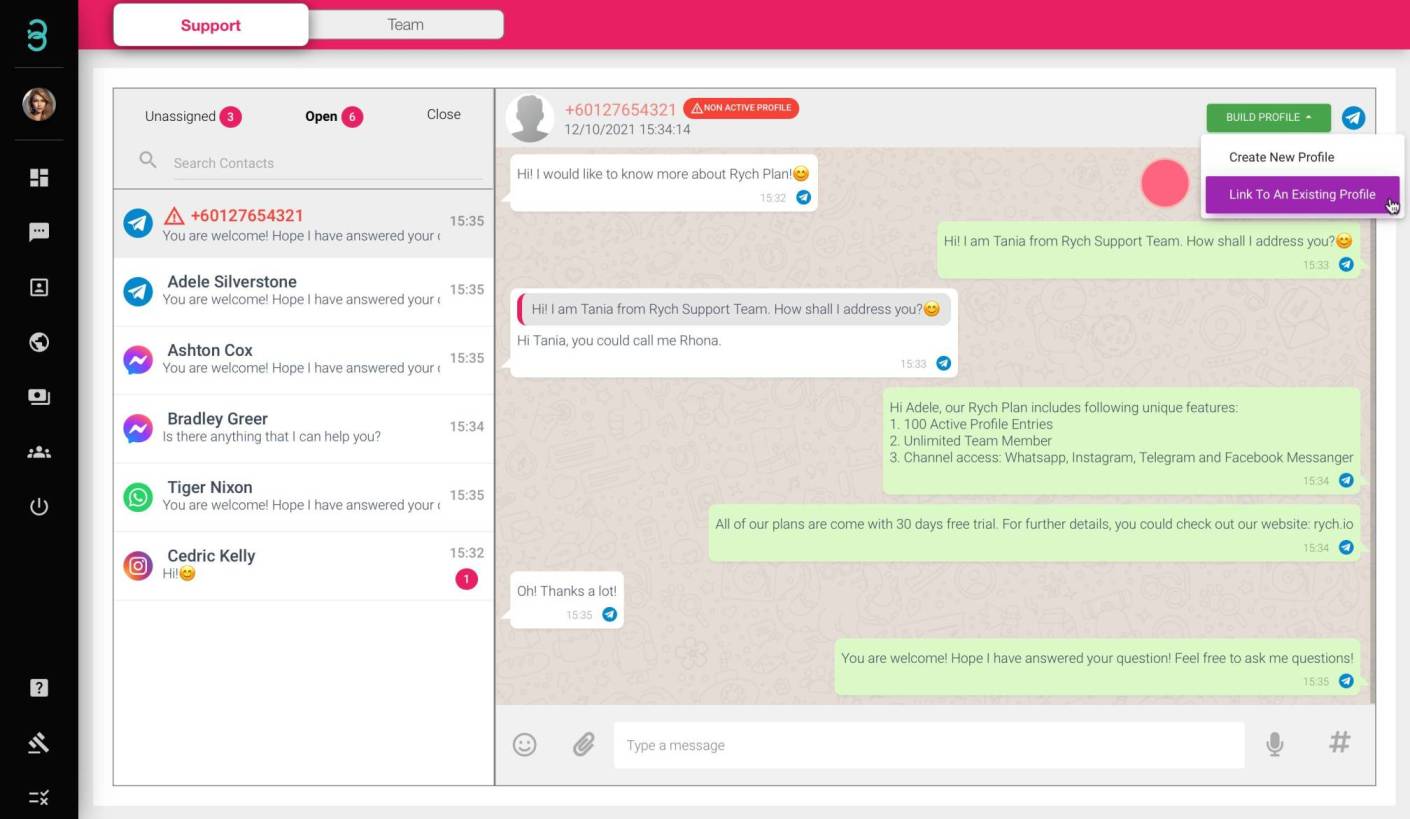 Support
Team
Unassigned 3
Open 6
Close
Search Contacts
+60127654321
15:35
You are welcome! Hope I have answered your
Adele Silverstone
15:35
You are welcome! Hope I have answered your
Ashton Cox
15:35
You are welcome! Hope I have answered your
Bradley Greer
15:34
Is there anything that I can help you?
Tiger Nixon
15:35
You are welcome! Hope I have answered your
Cedric Kelly
15:32
Hi!😊
1
+60127654321 NON ACTIVE PROFILE
12/10/2021 15:34:14
BUILD PROFILE
Create New Profile
Link To An Existing Profile
Hi! I would like to know more about Rych Plan!😊
15:32
Hi! I am Tania from Rych Support Team. How shall I address you?😊
15:33
Hi! I am Tania from Rych Support Team. How shall I address you?😊
Hi Tania, you could call me Rhona.
15:33
Hi Adele, our Rych Plan includes following unique features:
1. 100 Active Profile Entries
2. Unlimited Team Member
3. Channel access: Whatsapp, Instagram, Telegram and Facebook Messanger
15:34
All of our plans are come with 30 days free trial. For further details, you could check out our website: rych.io
15:34
Oh! Thanks a lot!
15:35
You are welcome! Hope I have answered your question! Feel free to ask me questions!
15:35
Type a message
#